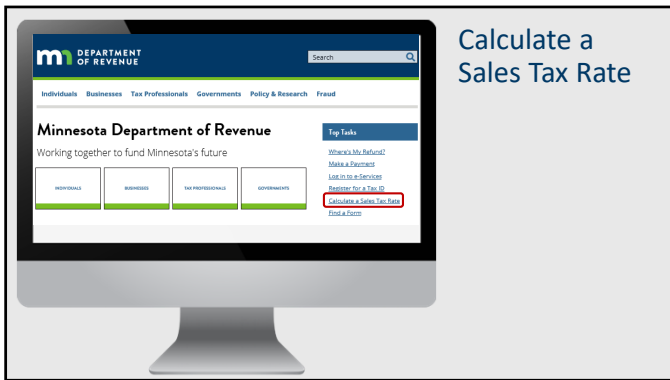 Calculate a
Sales Tax Rate
mn DEPARTMENT
OF REVENUE
Search
Individuals Businesses Tax Professionals Governments Policy & Research Fraud
Minnesota Department of Revenue
Working together to fund Minnesota's future
INDIVIDUALS
BUSINESSES
TAX PROFESSIONALS
GOVERNMENTS
Top Tasks
Where's My Refund?
Make a Payment
Log in to e-Services
Register for a Tax ID
Calculate a Sales Tax Rate
Find a Form